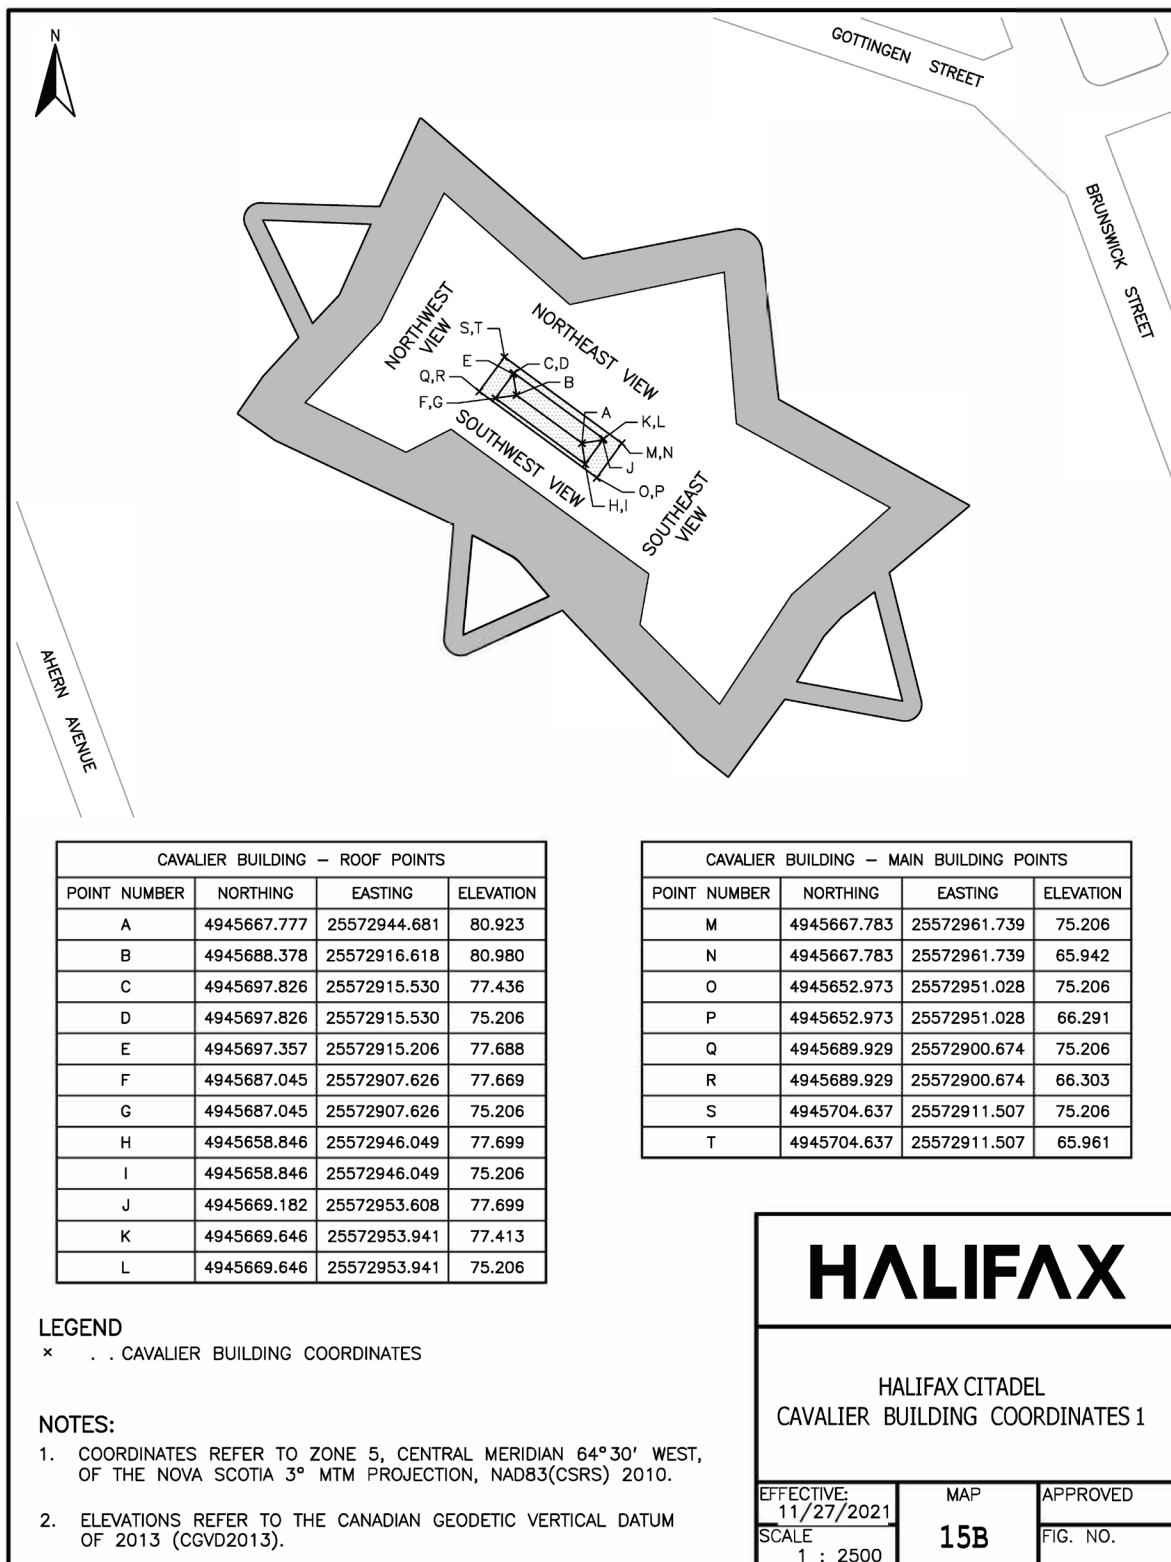 N
GOTTINGEN STREET
BRUNSWICK STREET
NORTHWEST
VIEW
NORTHEAST VIEW
S,T
E
C,D
Q,R
B
F,G
A
K,L
SOUTHWEST VIEW
M,N
J
O,P
H,I
SOUTHEAST
VIEW
AHERN AVENUE
CAVALIER BUILDING – ROOF POINTS
POINT NUMBER NORTHING EASTING ELEVATION
A 4945667.777 25572944.681 80.923
B 4945688.378 25572916.618 80.980
C 4945697.826 25572915.530 77.436
D 4945697.826 25572915.530 75.206
E 4945697.357 25572915.206 77.688
F 4945687.045 25572907.626 77.669
G 4945687.045 25572907.626 75.206
H 4945658.846 25572946.049 77.699
I 4945658.846 25572946.049 75.206
J 4945669.182 25572953.608 77.699
K 4945669.646 25572953.941 77.413
L 4945669.646 25572953.941 75.206
CAVALIER BUILDING – MAIN BUILDING POINTS
POINT NUMBER NORTHING EASTING ELEVATION
M 4945667.783 25572961.739 75.206
N 4945667.783 25572961.739 65.942
O 4945652.973 25572951.028 75.206
P 4945652.973 25572951.028 66.291
Q 4945689.929 25572900.674 75.206
R 4945689.929 25572900.674 66.303
S 4945704.637 25572911.507 75.206
T 4945704.637 25572911.507 65.961
LEGEND
× . . CAVALIER BUILDING COORDINATES
NOTES:
1. COORDINATES REFER TO ZONE 5, CENTRAL MERIDIAN 64°30' WEST,
OF THE NOVA SCOTIA 3° MTM PROJECTION, NAD83(CSRS) 2010.
2. ELEVATIONS REFER TO THE CANADIAN GEODETIC VERTICAL DATUM
OF 2013 (CGVD2013).
HALIFAX
HALIFAX CITADEL
CAVALIER BUILDING COORDINATES 1
EFFECTIVE:
11/27/2021
MAP
15B
APPROVED
SCALE
1 : 2500
FIG. NO.